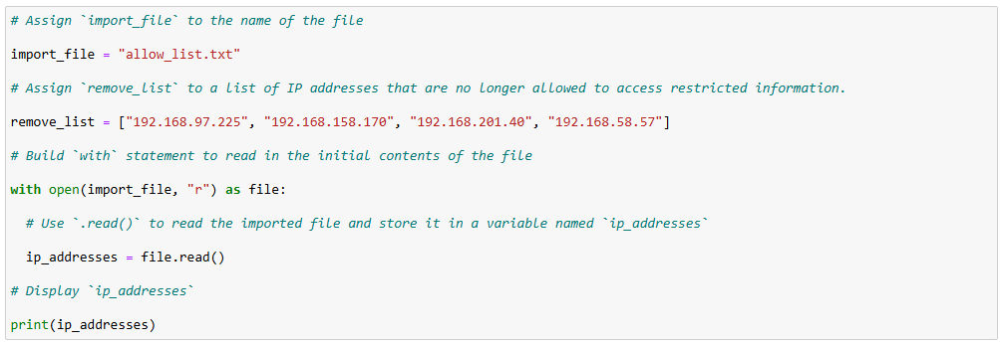 # Assign `import_file` to the name of the file
import_file = "allow_list.txt"
# Assign `remove_list` to a list of IP addresses that are no longer allowed to access restricted information.
remove_list = ["192.168.97.225", "192.168.158.170", "192.168.201.40", "192.168.58.57"]
# Build `with` statement to read in the initial contents of the file
with open(import_file, "r") as file:
  # Use `.read()` to read the imported file and store it in a variable named `ip_addresses`
  ip_addresses = file.read()
# Display `ip_addresses`
print(ip_addresses)